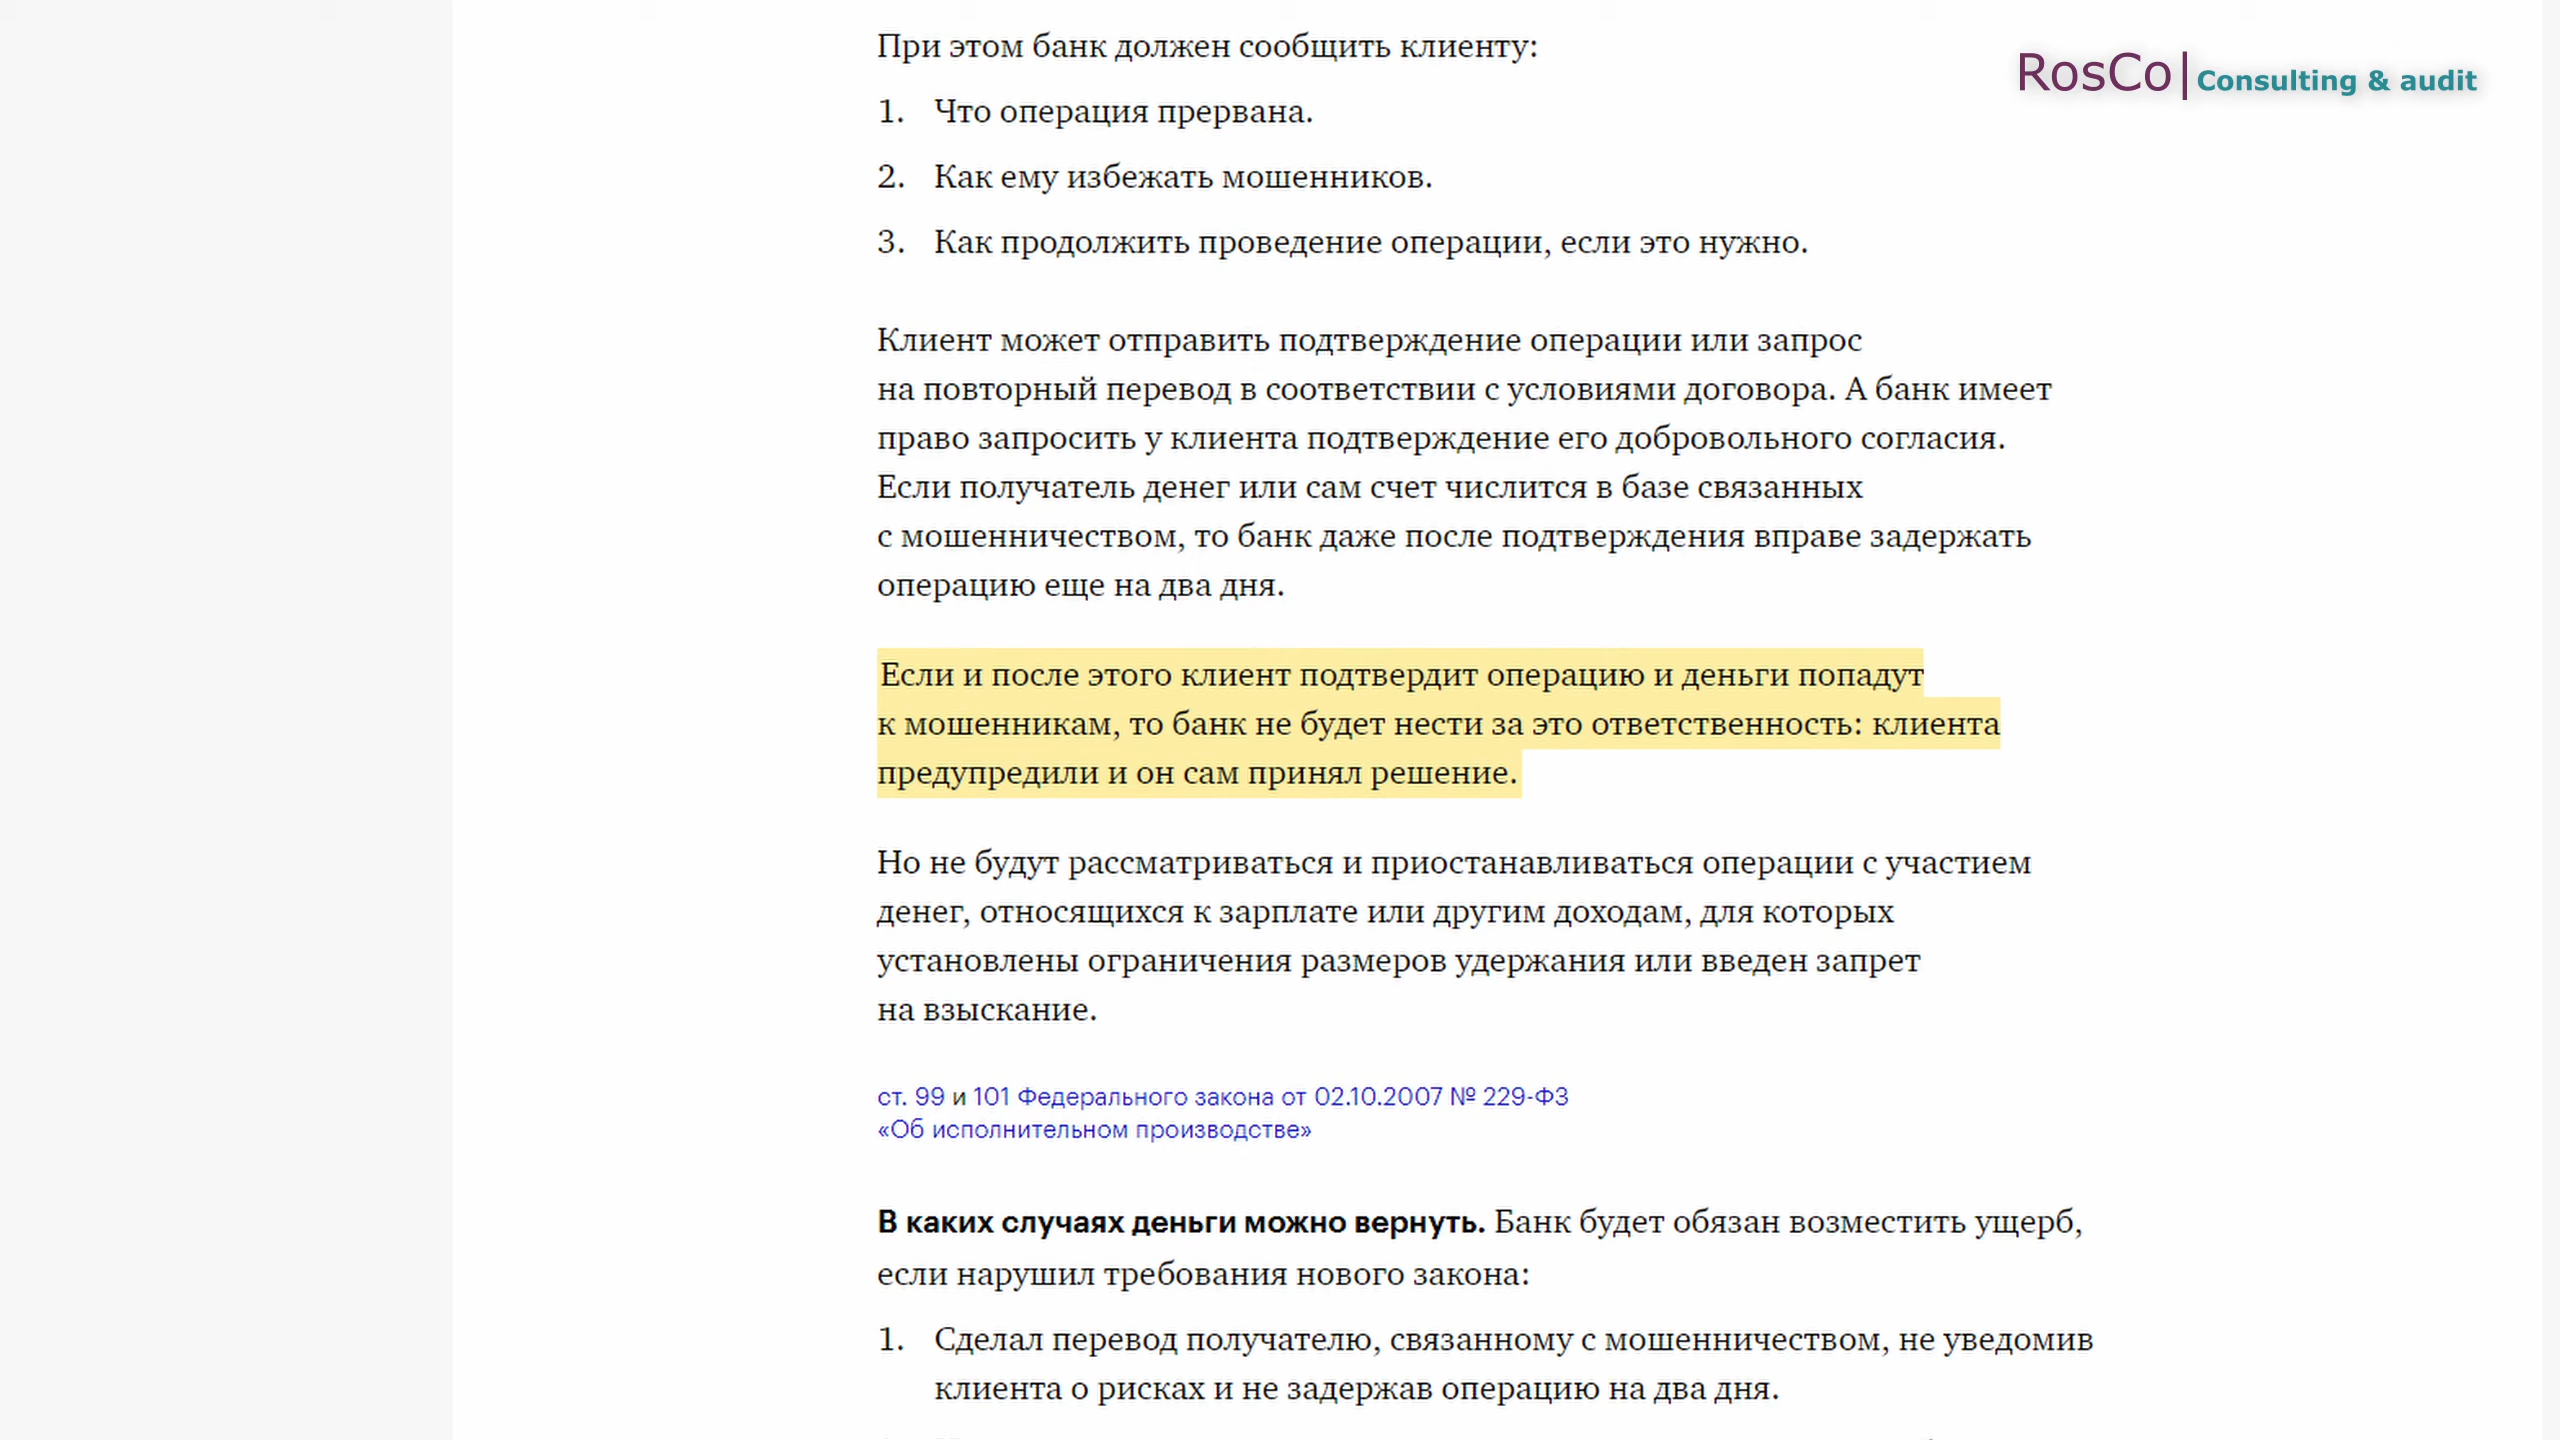 При этом банк должен сообщить клиенту:
RosCo | Consulting & audit
1. Что операция прервана.
2. Как ему избежать мошенников.
3. Как продолжить проведение операции, если это нужно.
Клиент может отправить подтверждение операции или запрос
на повторный перевод в соответствии с условиями договора. А банк имеет
право запросить у клиента подтверждение его добровольного согласия.
Если получатель денег или сам счет числится в базе связанных
с мошенничеством, то банк даже после подтверждения вправе задержать
операцию еще на два дня.
Если и после этого клиент подтвердит операцию и деньги попадут
к мошенникам, то банк не будет нести за это ответственность: клиента
предупредили и он сам принял решение.
Но не будут рассматриваться и приостанавливаться операции с участием
денег, относящихся к зарплате или другим доходам, для которых
установлены ограничения размеров удержания или введен запрет
на взыскание.
ст. 99 и 101 Федерального закона от 02.10.2007 № 229-ФЗ
«Об исполнительном производстве»
В каких случаях деньги можно вернуть. Банк будет обязан возместить ущерб,
если нарушил требования нового закона:
1. Сделал перевод получателю, связанному с мошенничеством, не уведомив
клиента о рисках и не задержав операцию на два дня.